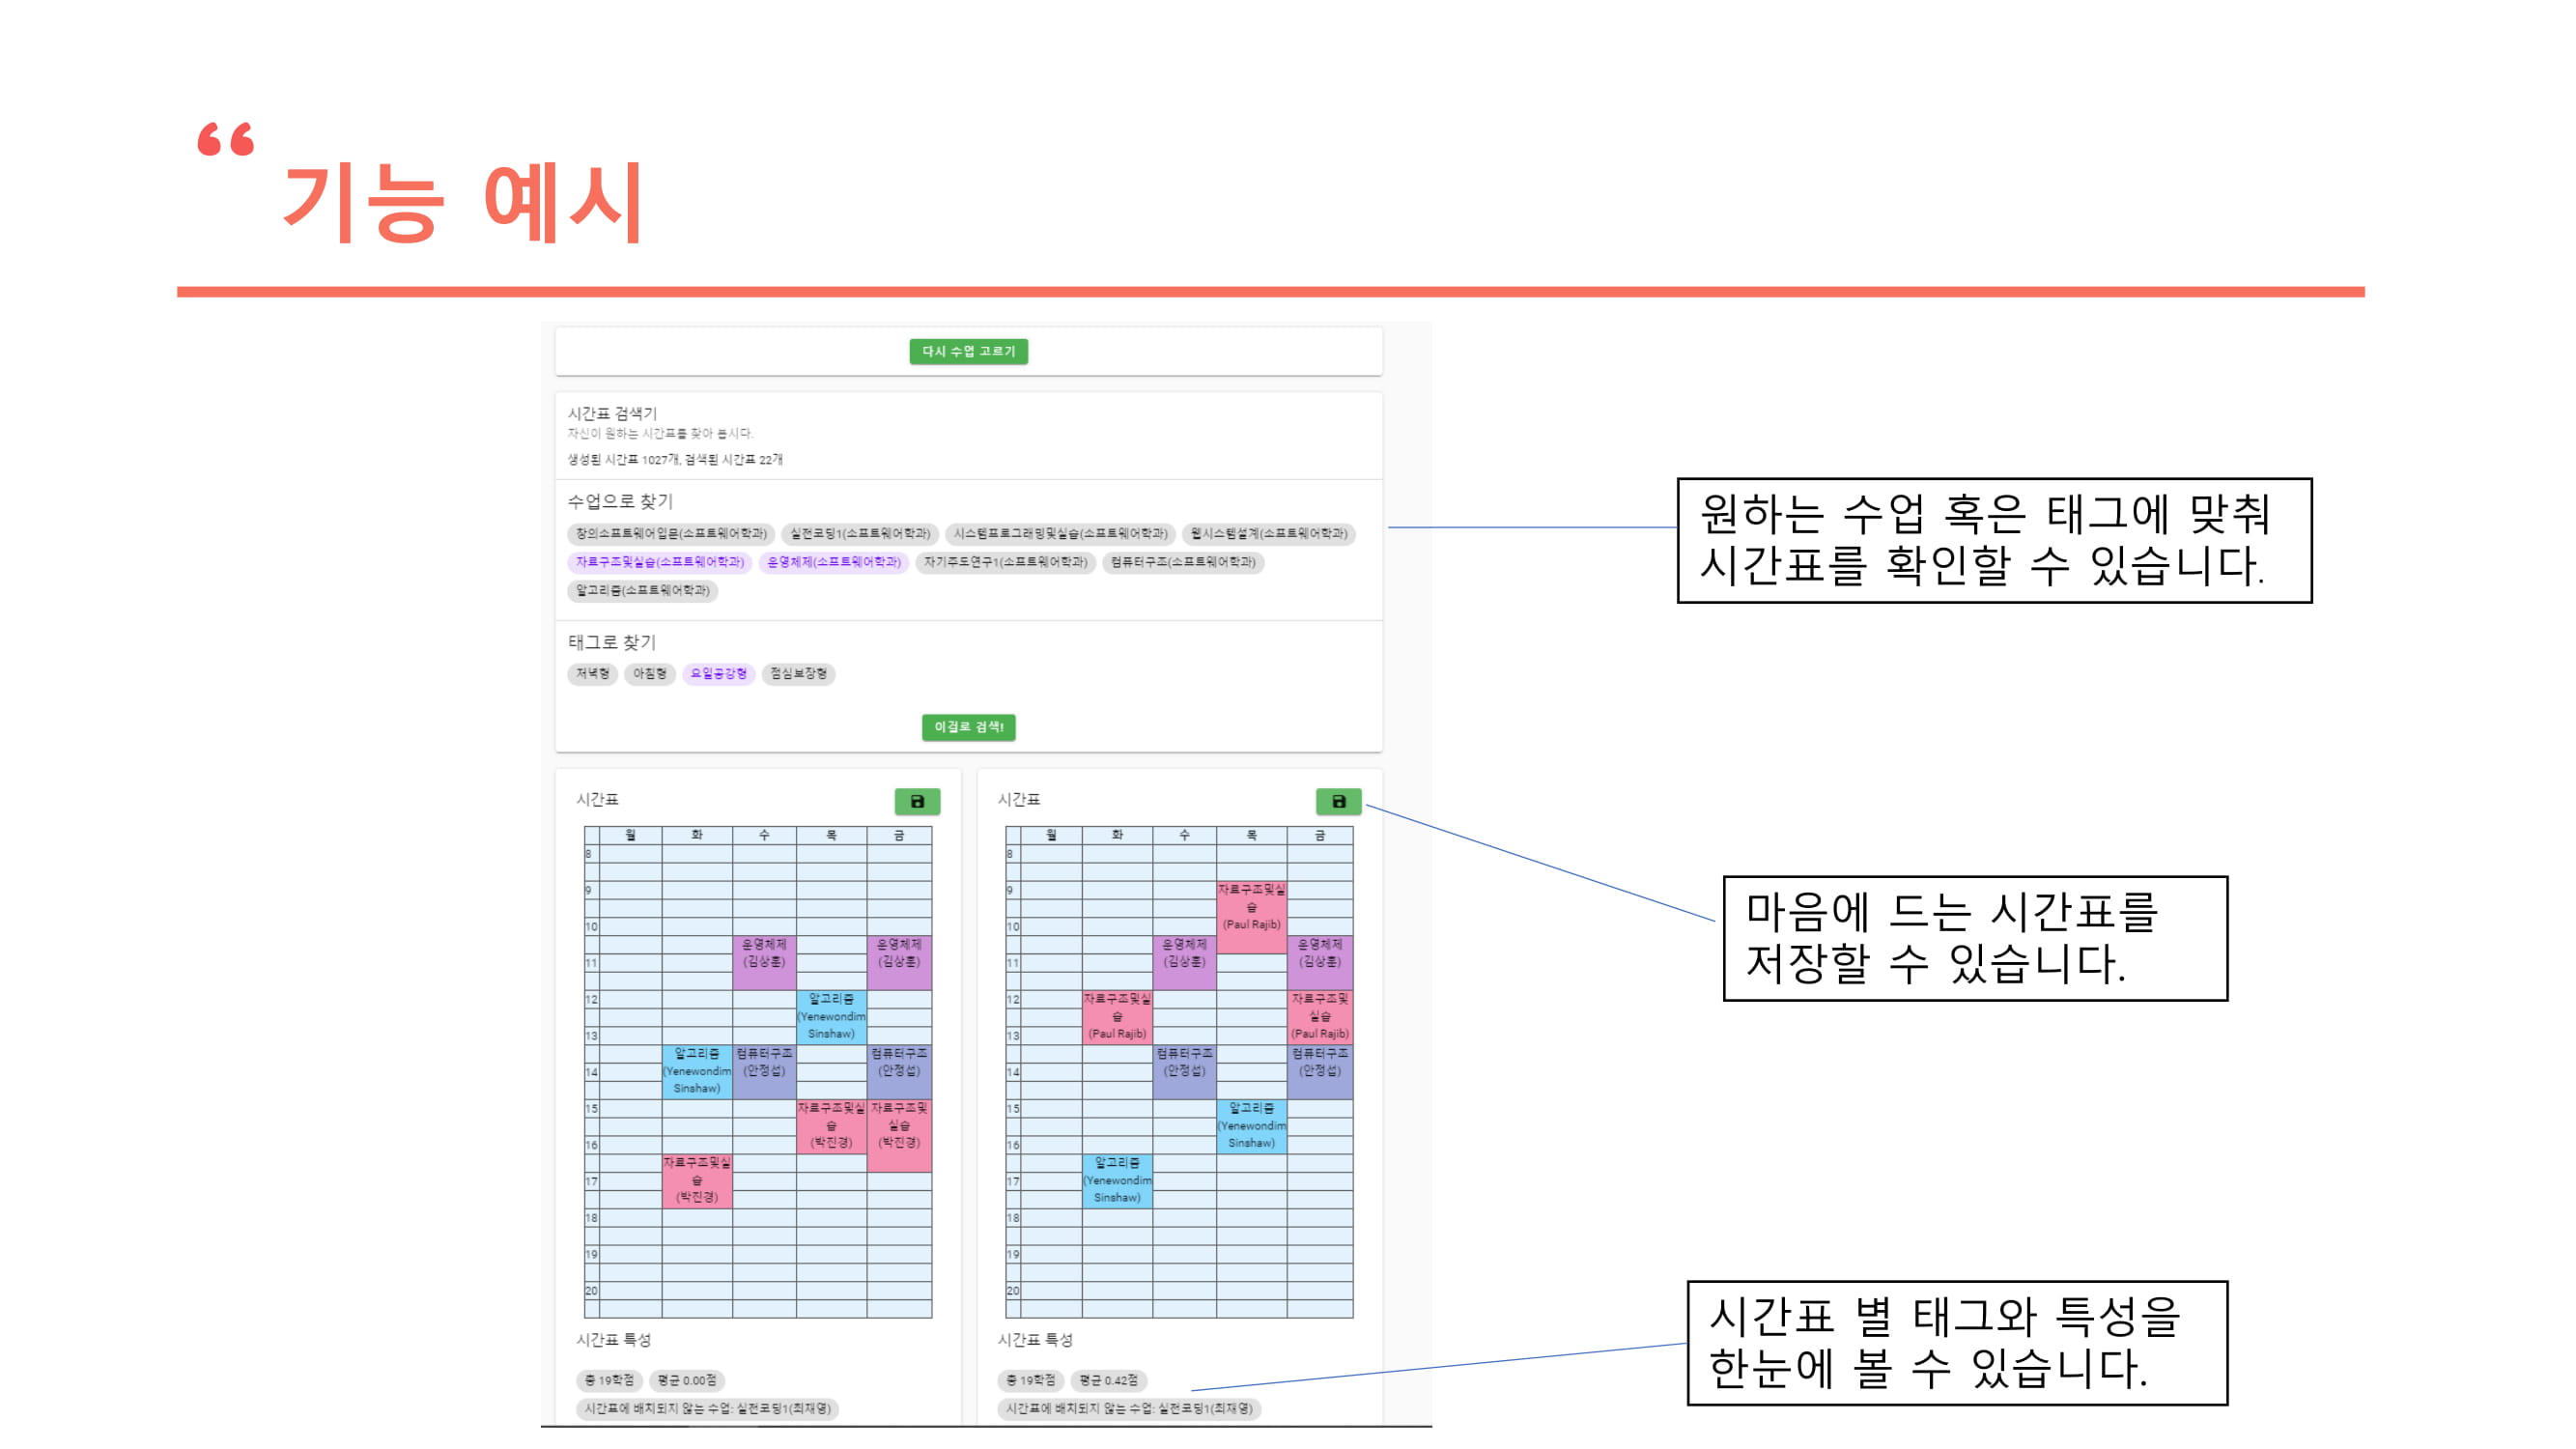 “ 기능 예시
다시 수업 고르기
시간표 검색기
자신이 원하는 시간표를 찾아 봅시다.
생성된 시간표 1027개, 검색된 시간표 22개
수업으로 찾기
창의소프트웨어입문(소프트웨어학과) 실전코딩1(소프트웨어학과) 시스템프로그래밍및실습(소프트웨어학과) 웹시스템설계(소프트웨어학과)
자료구조및실습(소프트웨어학과) 운영체제(소프트웨어학과) 자기주도연구1(소프트웨어학과) 컴퓨터구조(소프트웨어학과)
알고리즘(소프트웨어학과)
태그로 찾기
저녁형 아침형 요일공강형 점심보장형
이걸로 검색!
원하는 수업 혹은 태그에 맞춰
시간표를 확인할 수 있습니다.
시간표
월 화 수 목 금
8
9
10
운영체제 운영체제
(김상훈) (김상훈)
11
12 알고리즘
(Yenewondim
13 Sinshaw)
알고리즘 컴퓨터구조 컴퓨터구조
14 (Yenewondim (안정섭) (안정섭)
Sinshaw)
15 자료구조및실 자료구조및
습 실습
16 (박진경) (박진경)
자료구조및실
17 습
(박진경)
18
19
20
시간표 특성
총 19학점 평균 0.00점
시간표에 배치되지 않는 수업: 실전코딩1(최재영)
시간표
월 화 수 목 금
8
9 자료구조및실
습
10 (Paul Rajib)
운영체제 운영체제
11 (김상훈) (김상훈)
12 자료구조및실 자료구조및
습 실습
13 (Paul Rajib) (Paul Rajib)
컴퓨터구조 컴퓨터구조
14 (안정섭) (안정섭)
15 알고리즘
(Yenewondim
16 Sinshaw)
알고리즘
17 (Yenewondim
Sinshaw)
18
19
20
시간표 특성
총 19학점 평균 0.42점
시간표에 배치되지 않는 수업: 실전코딩1(최재영)
마음에 드는 시간표를
저장할 수 있습니다.
시간표 별 태그와 특성을
한눈에 볼 수 있습니다.